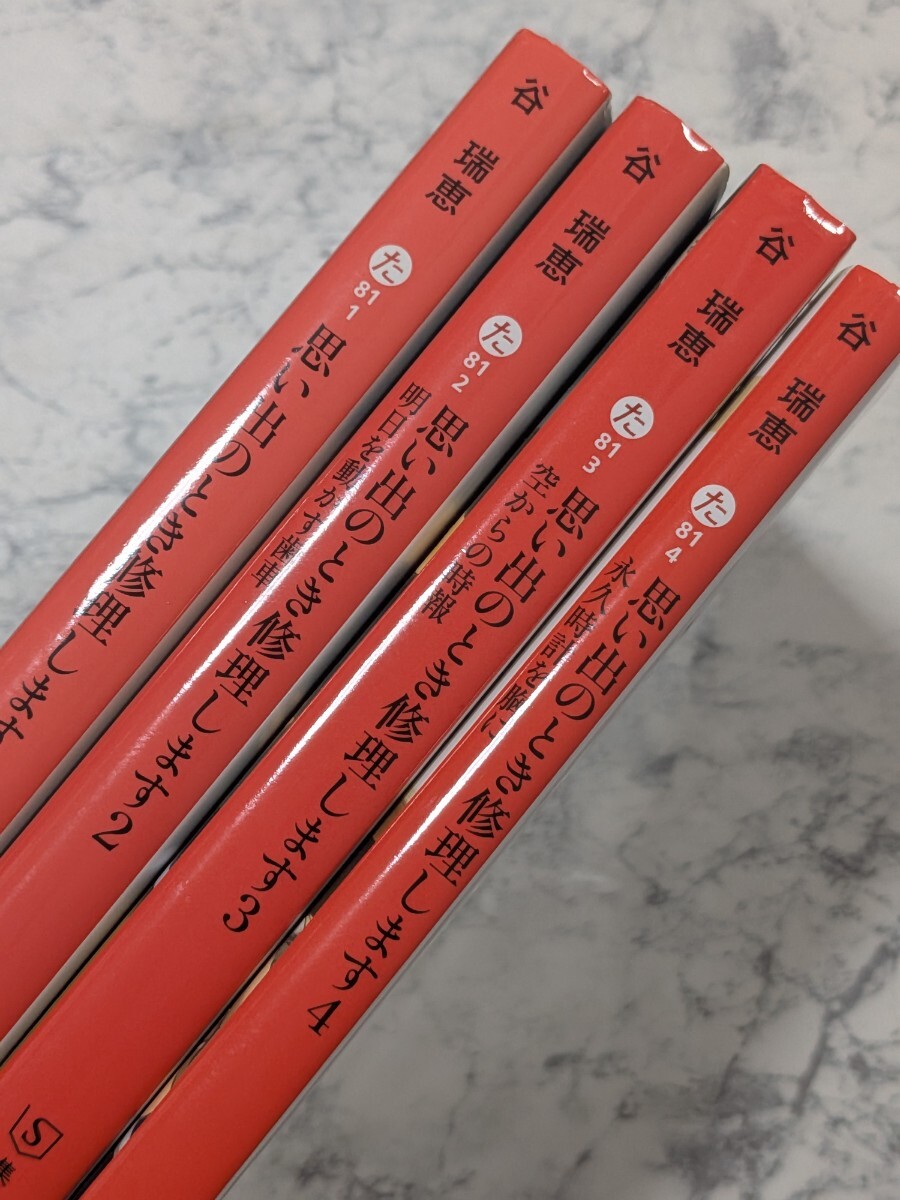 谷 瑞恵
た
81
1
思い出のとき修理します
谷 瑞恵
た
81
2
思い出のとき修理します2
明日を動かす歯車
谷 瑞恵
た
81
3
思い出のとき修理します3
空からの時報
S
集
谷 瑞恵
た
81
4
思い出のとき修理します4
永久時計を胸に